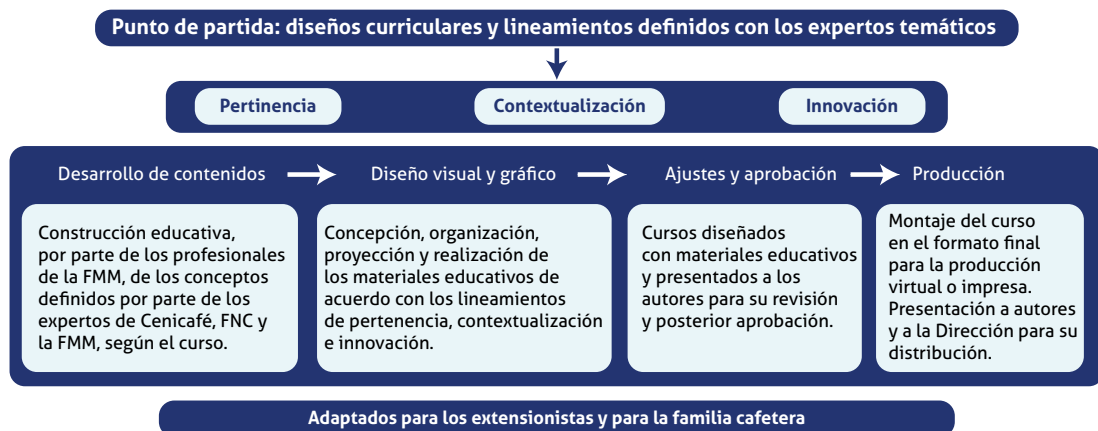 Punto de partida: diseños curriculares y lineamientos definidos con los expertos temáticos
Pertinencia
Contextualización
Innovación
Desarrollo de contenidos
Diseño visual y gráfico
Ajustes y aprobación
Producción
Construcción educativa,
por parte de los profesionales
de la FMM, de los conceptos
definidos por parte de los
expertos de Cenicafé, FNC y
la FMM, según el curso.
Concepción, organización,
proyección y realización de
los materiales educativos de
acuerdo con los lineamientos
de pertenencia, contextualización
e innovación.
Cursos diseñados
con materiales educativos
y presentados a los
autores para su revisión
y posterior aprobación.
Montaje del curso
en el formato final
para la producción
virtual o impresa.
Presentación a autores
y a la Dirección para su
distribución.
Adaptados para los extensionistas y para la familia cafetera